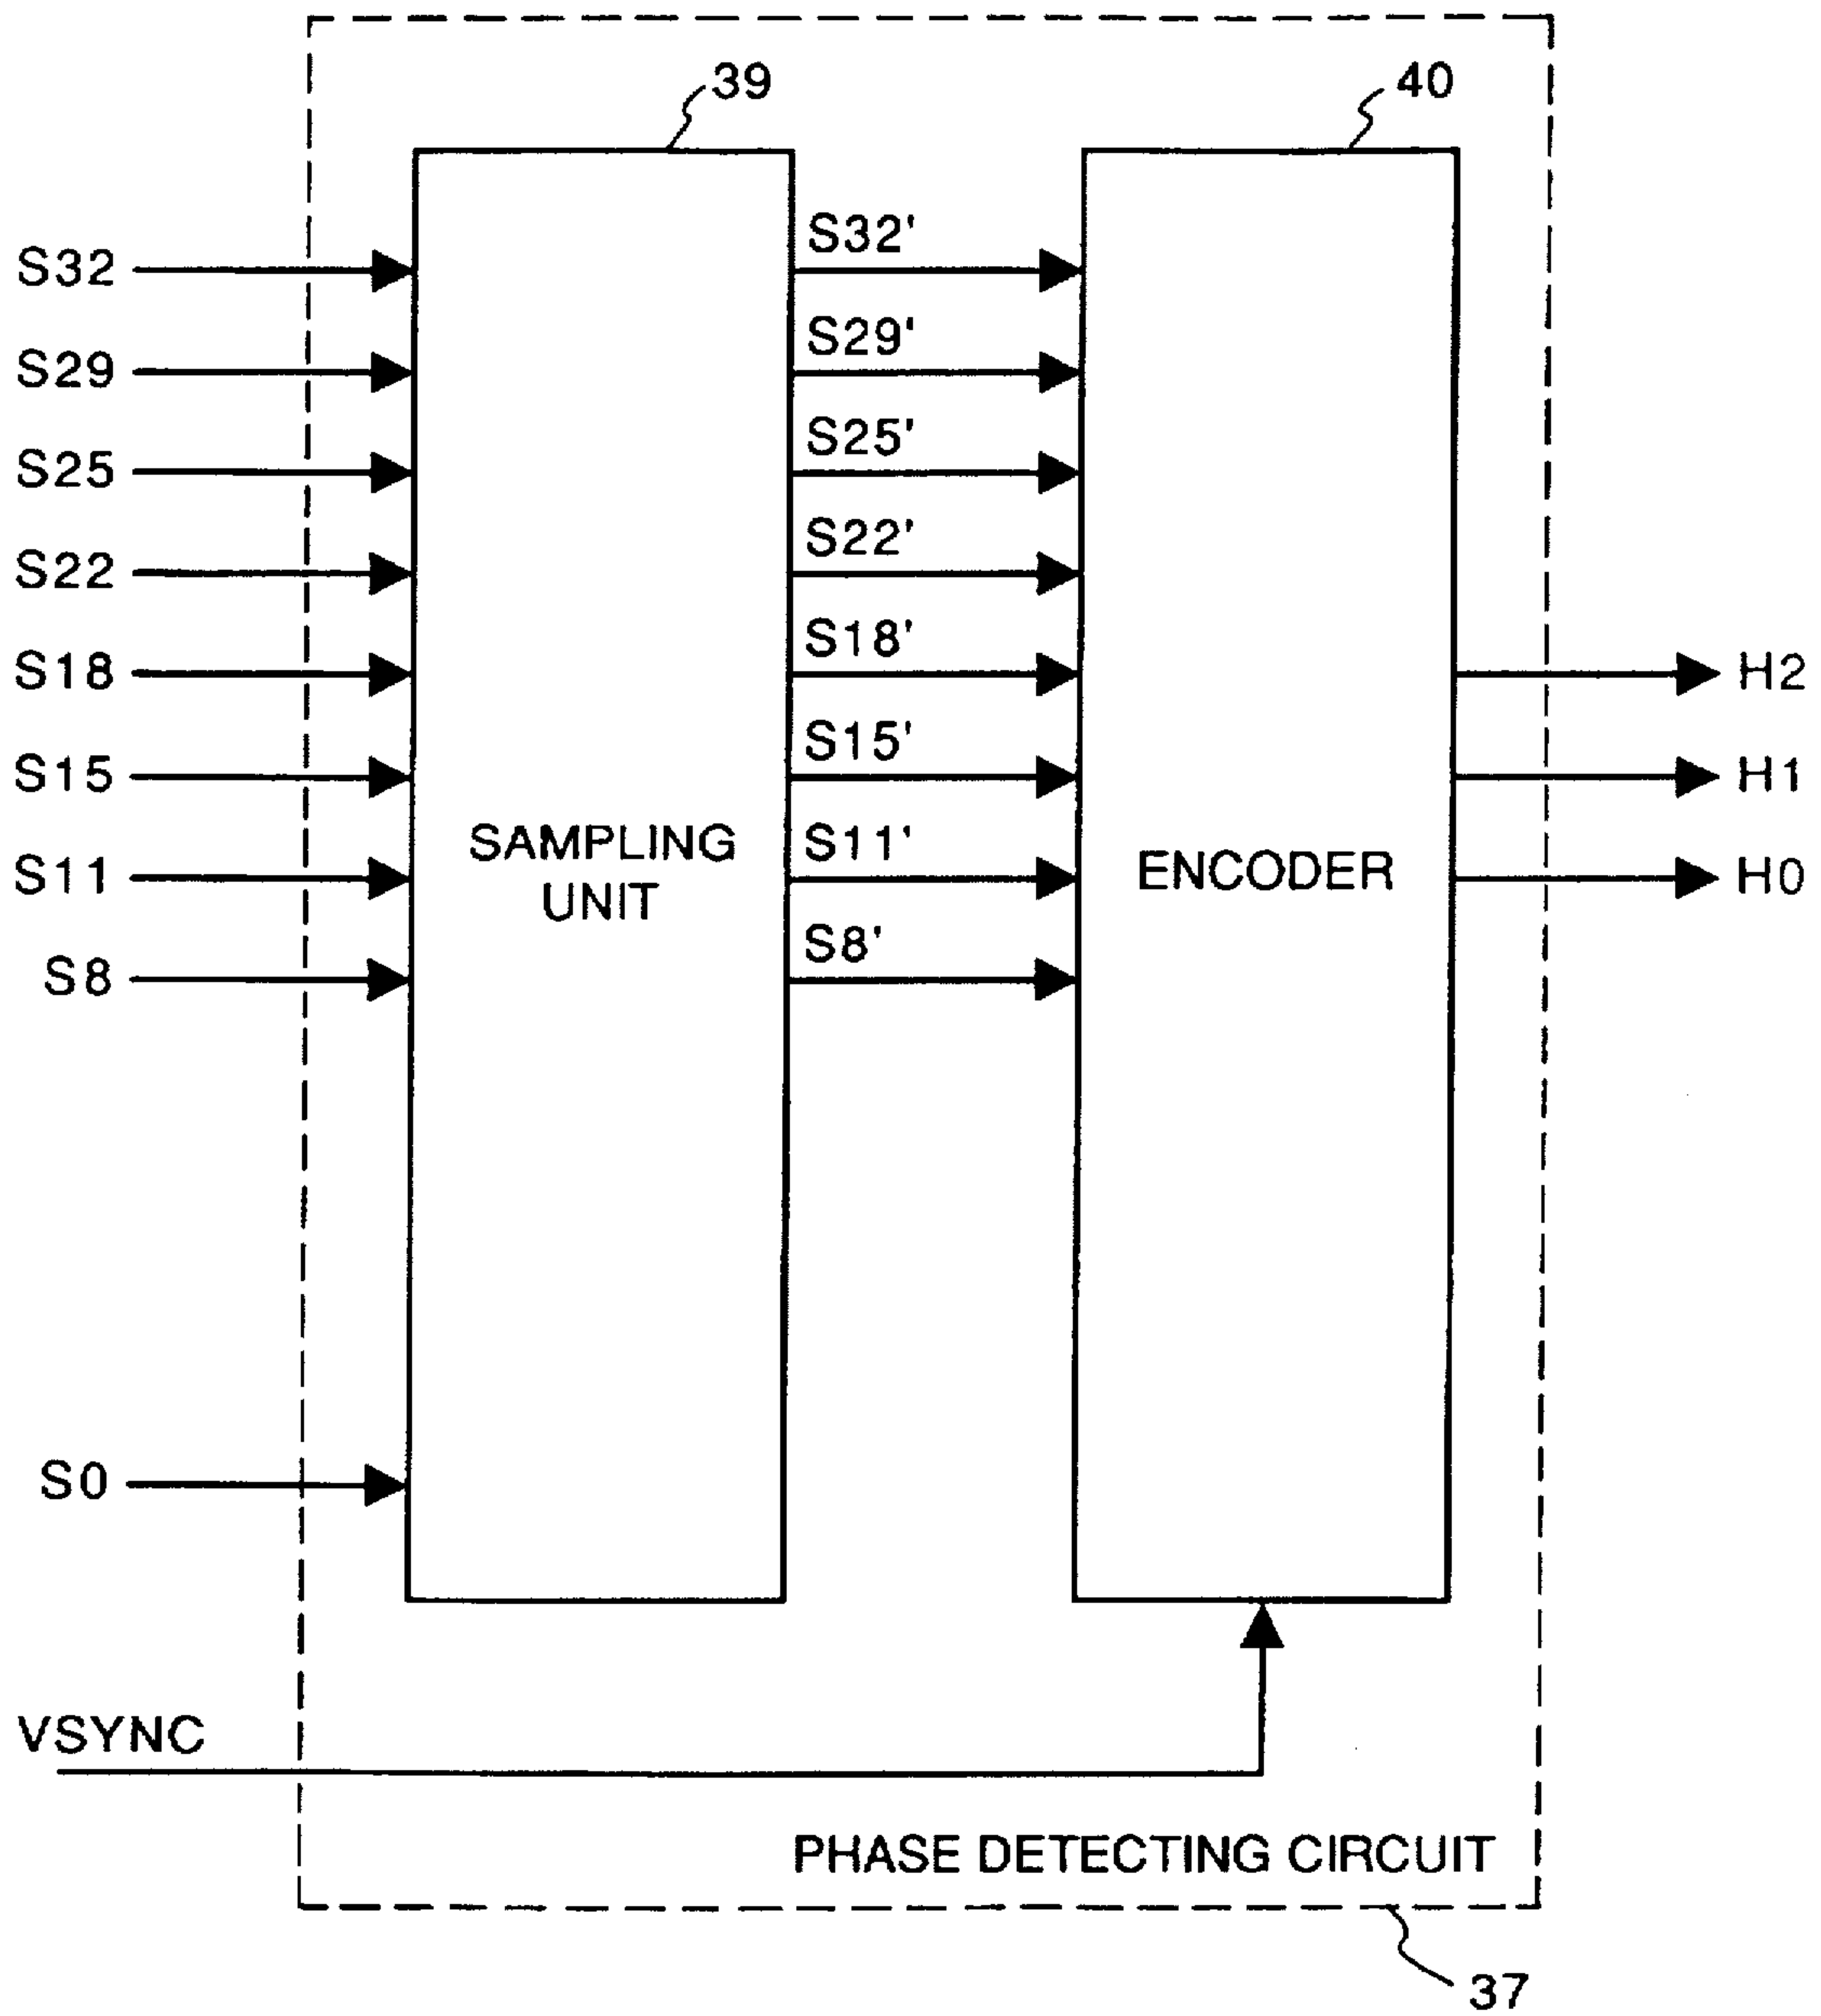 39
40
S32
S32'
S29
S29'
S25
S25'
S22
S22'
S18
S18'
H2
S15
S15'
H1
SAMPLING
UNIT
S11
S11'
ENCODER
H0
S8
S8'
S0
VSYNC
PHASE DETECTING CIRCUIT
37